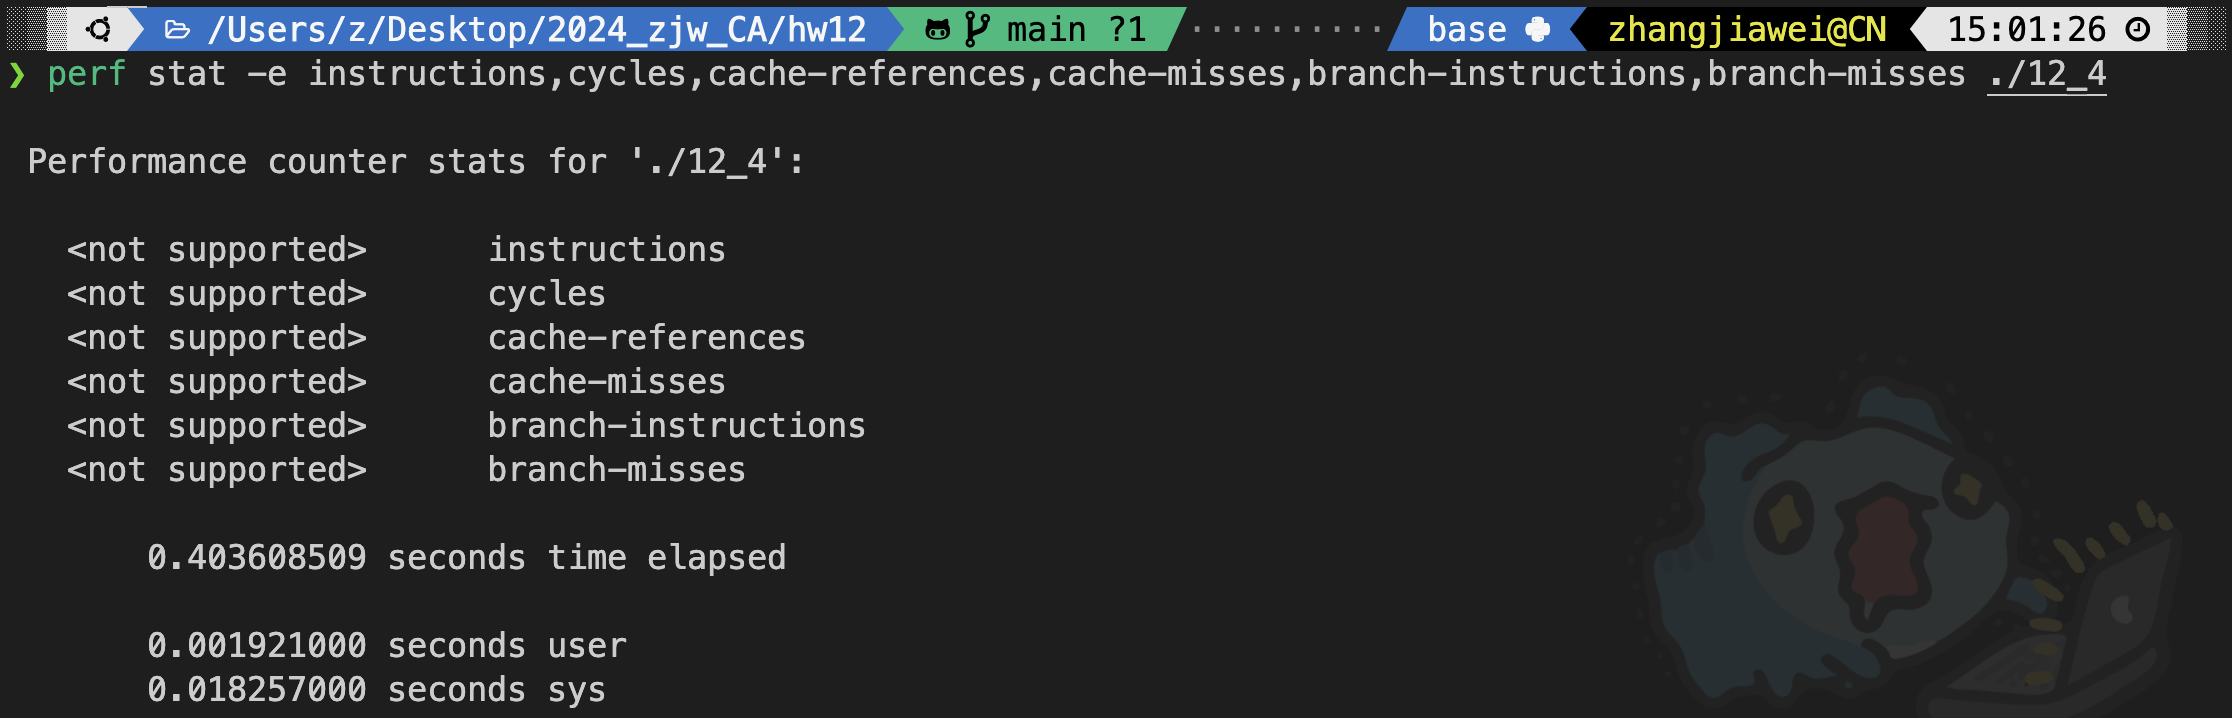 /Users/z/Desktop/2024_zjw_CA/hw12 main ?1 ·········· base zhangjiawei@CN 15:01:26
❯ perf stat -e instructions,cycles,cache-references,cache-misses,branch-instructions,branch-misses ./12_4
Performance counter stats for './12_4':
<not supported> instructions
<not supported> cycles
<not supported> cache-references
<not supported> cache-misses
<not supported> branch-instructions
<not supported> branch-misses
0.403608509 seconds time elapsed
0.001921000 seconds user
0.018257000 seconds sys